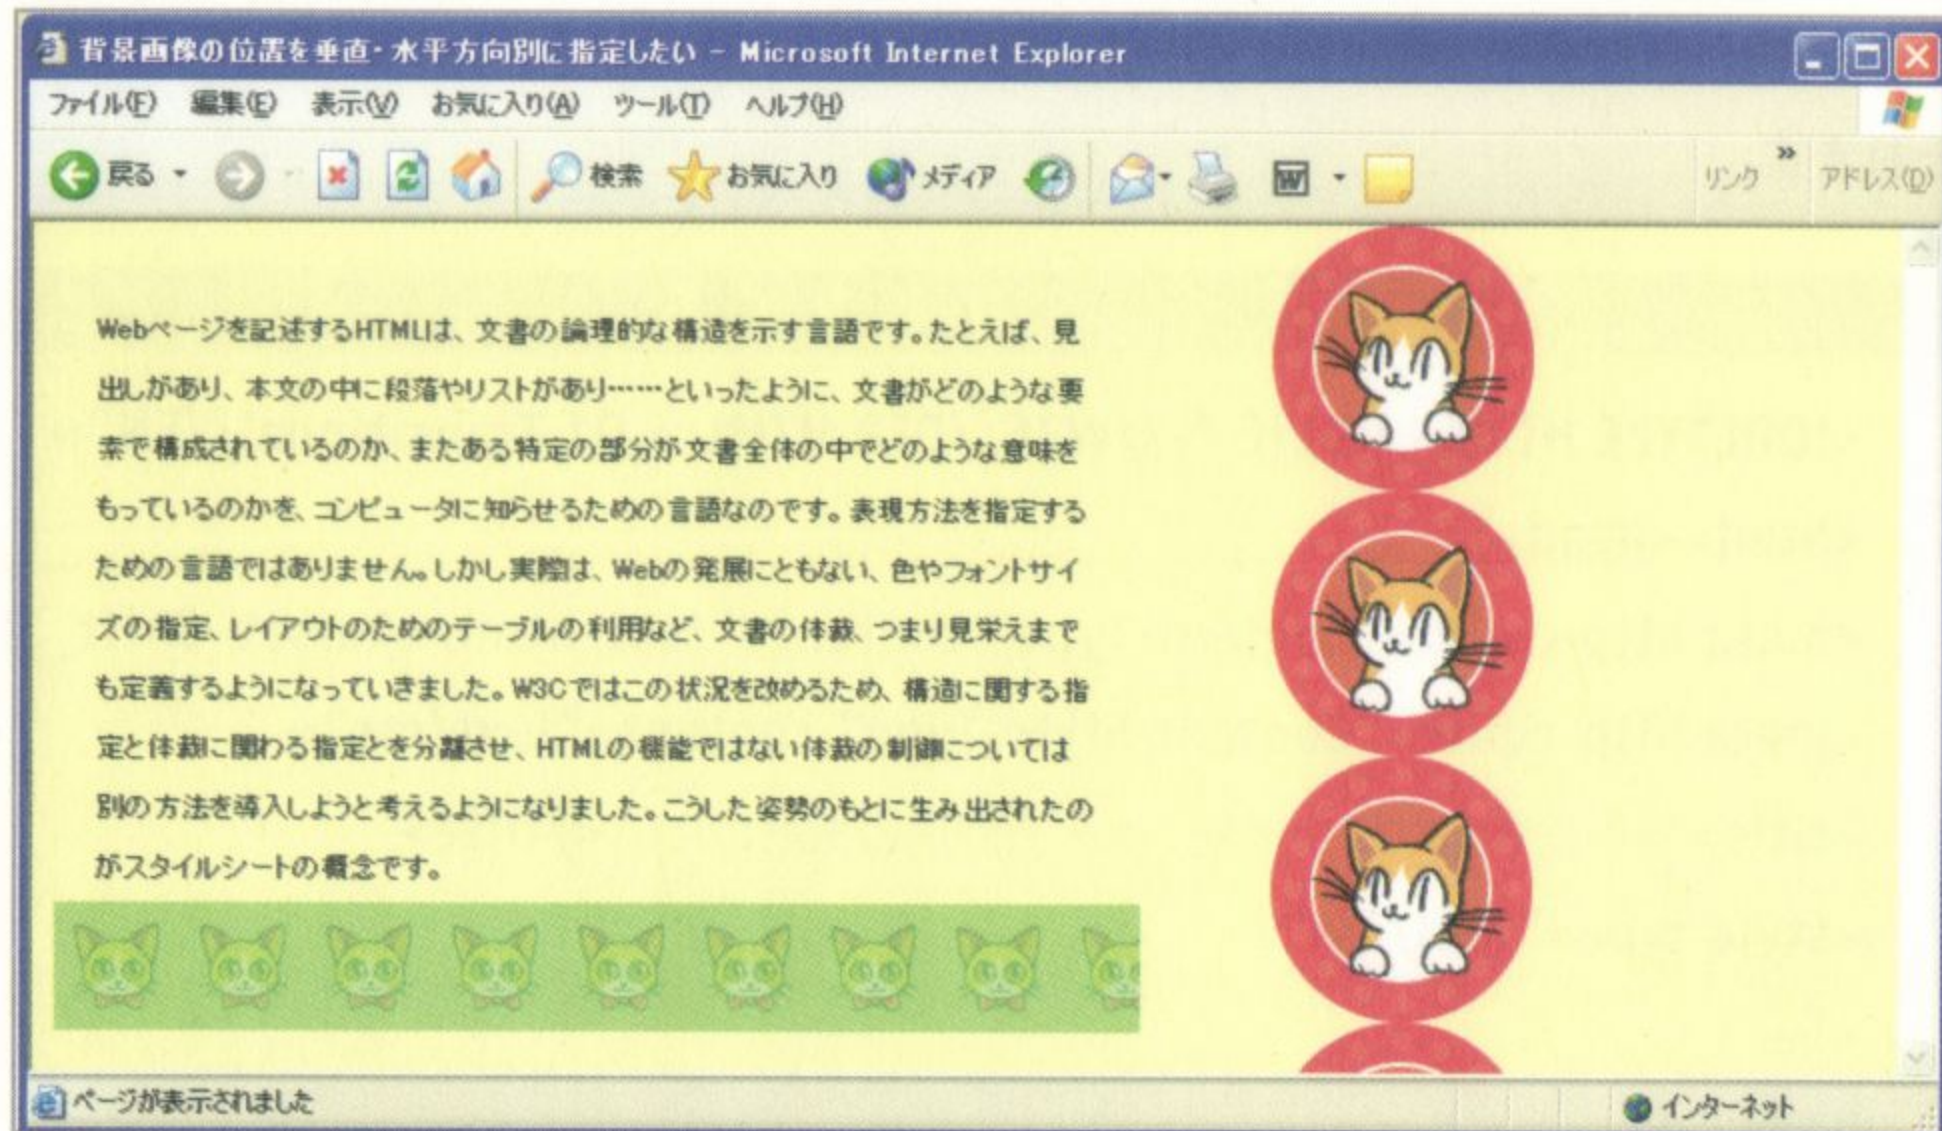 背景画像の位置を垂直・水平方向別に指定したい - Microsoft Internet Explorer
ファイル(F) 編集(E) 表示(V) お気に入り(A) ツール(T) ヘルプ(H)
戻る 検索 お気に入り メディア W リンク » アドレス(D)
Webページを記述するHTMLは、文書の論理的な構造を示す言語です。たとえば、見
出しがあり、本文の中に段落やリストがあり……といったように、文書がどのような要
素で構成されているのか、またある特定の部分が文書全体の中でどのような意味を
もっているのかを、コンピュータに知らせるための言語なのです。表現方法を指定する
ための言語ではありません。しかし実際は、Webの発展にともない、色やフォントサイ
ズの指定、レイアウトのためのテーブルの利用など、文書の体裁、つまり見栄えまで
も定義するようになっていきました。W3Cではこの状況を改めるため、構造に関する指
定と体裁に関わる指定とを分離させ、HTMLの機能ではない体裁の制御については
別の方法を導入しようと考えるようになりました。こうした姿勢のもとに生み出されたの
がスタイルシートの概念です。
ページが表示されました インターネット